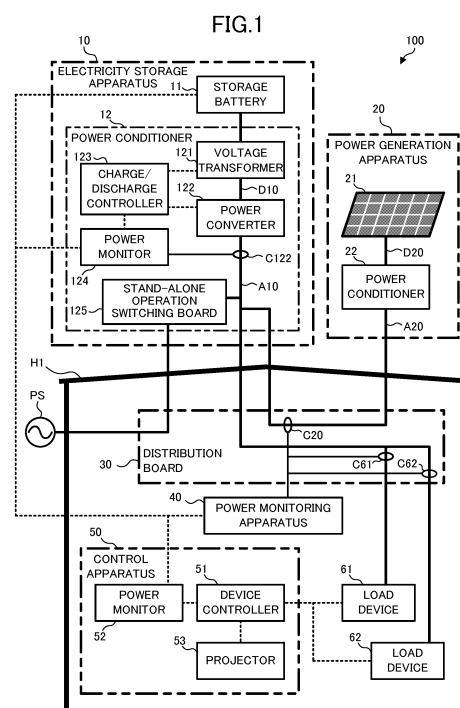 FIG.1
100
10
ELECTRICITY STORAGE
APPARATUS
11
STORAGE
BATTERY
12
POWER CONDITIONER
123
121
VOLTAGE
TRANSFORMER
CHARGE/
DISCHARGE
CONTROLLER
122
D10
POWER
CONVERTER
POWER
MONITOR
124
C122
STAND-ALONE
OPERATION
SWITCHING BOARD
125
A10
20
POWER GENERATION
APPARATUS
21
D20
22
POWER
CONDITIONER
A20
H1
PS
C20
DISTRIBUTION
BOARD
30
C61
C62
40
POWER MONITORING
APPARATUS
50
CONTROL
APPARATUS
51
POWER
MONITOR
52
DEVICE
CONTROLLER
53
PROJECTOR
61
LOAD
DEVICE
62
LOAD
DEVICE